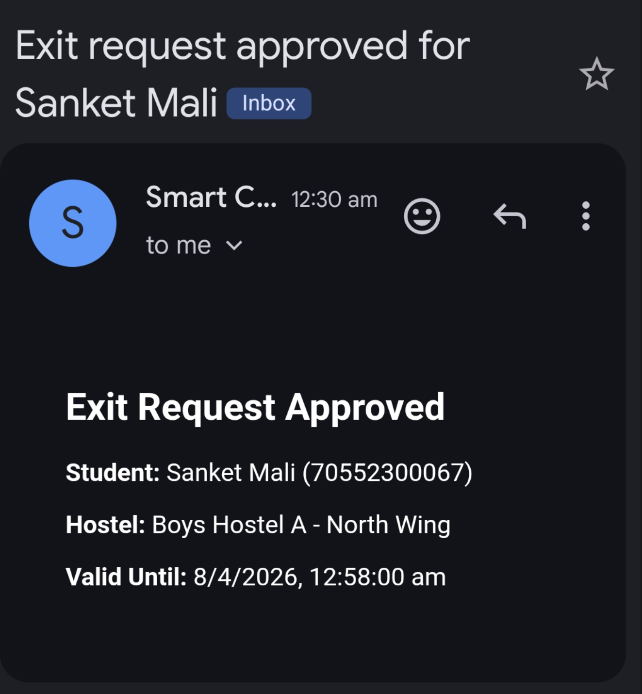 Exit request approved for
Sanket Mali Inbox
S
Smart C... 12:30 am
to me
Exit Request Approved
Student: Sanket Mali (70552300067)
Hostel: Boys Hostel A - North Wing
Valid Until: 8/4/2026, 12:58:00 am